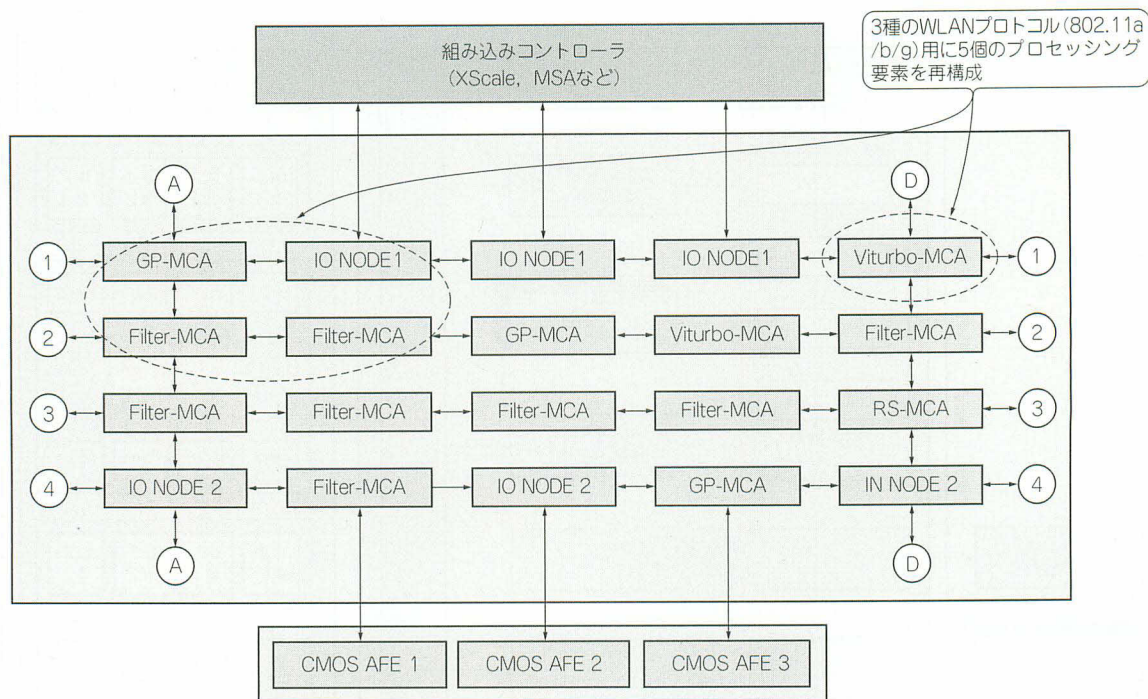 3種のWLANプロトコル(802.11a
/b/g)用に5個のプロセッシング
要素を再構成
組み込みコントローラ
(XScale, MSAなど)
A
D
1
GP-MCA
IO NODE1
IO NODE1
IO NODE1
Viturbo-MCA
1
2
Filter-MCA
Filter-MCA
GP-MCA
Viturbo-MCA
Filter-MCA
2
3
Filter-MCA
Filter-MCA
Filter-MCA
Filter-MCA
RS-MCA
3
4
IO NODE 2
Filter-MCA
IO NODE 2
GP-MCA
IN NODE 2
4
A
D
CMOS AFE 1
CMOS AFE 2
CMOS AFE 3